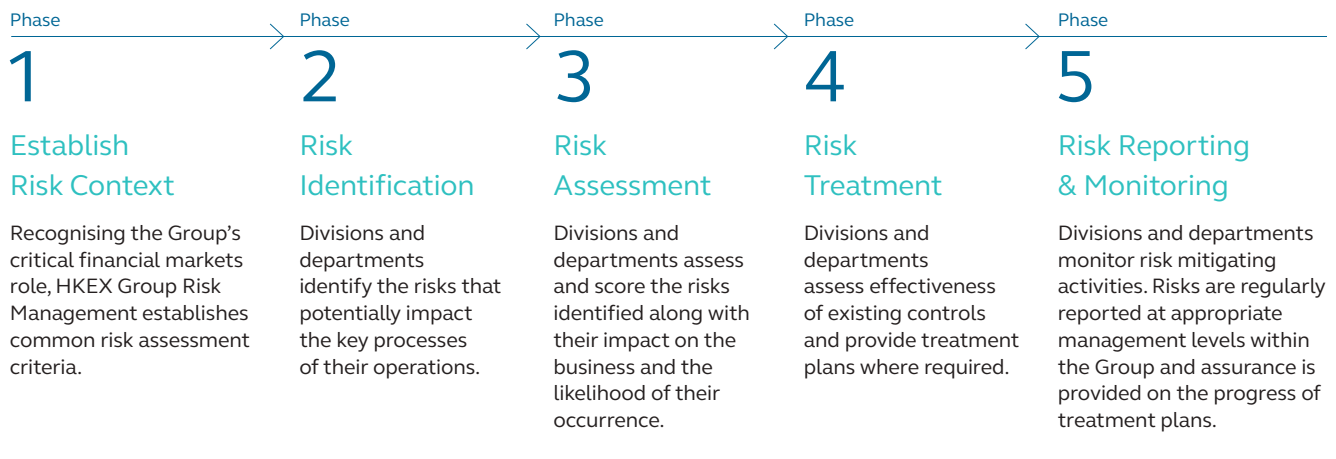 Phase
1
Establish
Risk Context
Recognising the Group's
critical financial markets
role, HKEX Group Risk
Management establishes
common risk assessment
criteria.
Phase
2
Risk
Identification
Divisions and
departments
identify the risks that
potentially impact
the key processes
of their operations.
Phase
3
Risk
Assessment
Divisions and
departments assess
and score the risks
identified along with
their impact on the
business and the
likelihood of their
occurrence.
Phase
4
Risk
Treatment
Divisions and
departments
assess effectiveness
of existing controls
and provide treatment
plans where required.
Phase
5
Risk Reporting
& Monitoring
Divisions and departments
monitor risk mitigating
activities. Risks are regularly
reported at appropriate
management levels within
the Group and assurance is
provided on the progress of
treatment plans.